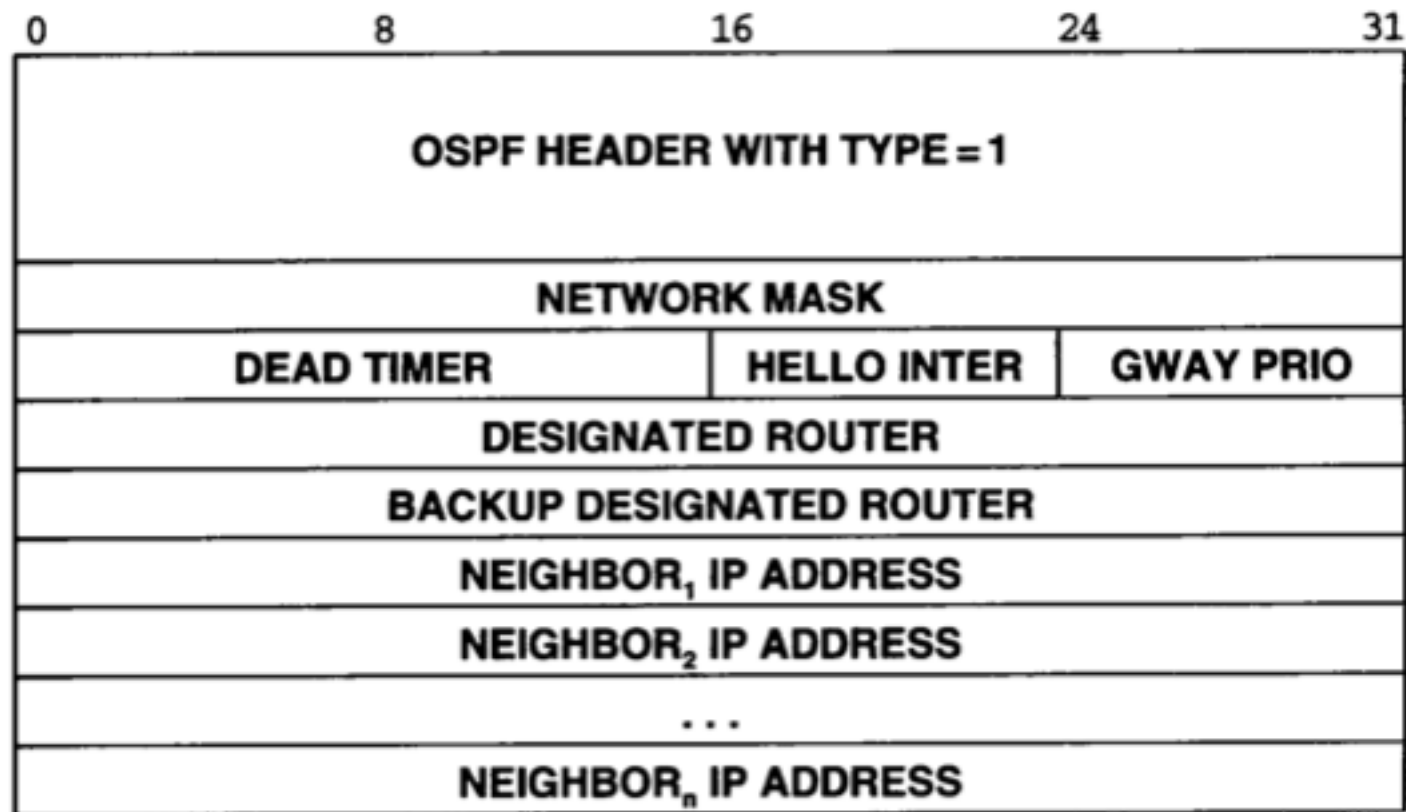 0 8 16 24 31
OSPF HEADER WITH TYPE = 1
NETWORK MASK
DEAD TIMER HELLO INTER GWAY PRIO
DESIGNATED ROUTER
BACKUP DESIGNATED ROUTER
NEIGHBOR₁ IP ADDRESS
NEIGHBOR₂ IP ADDRESS
...
NEIGHBORₙ IP ADDRESS